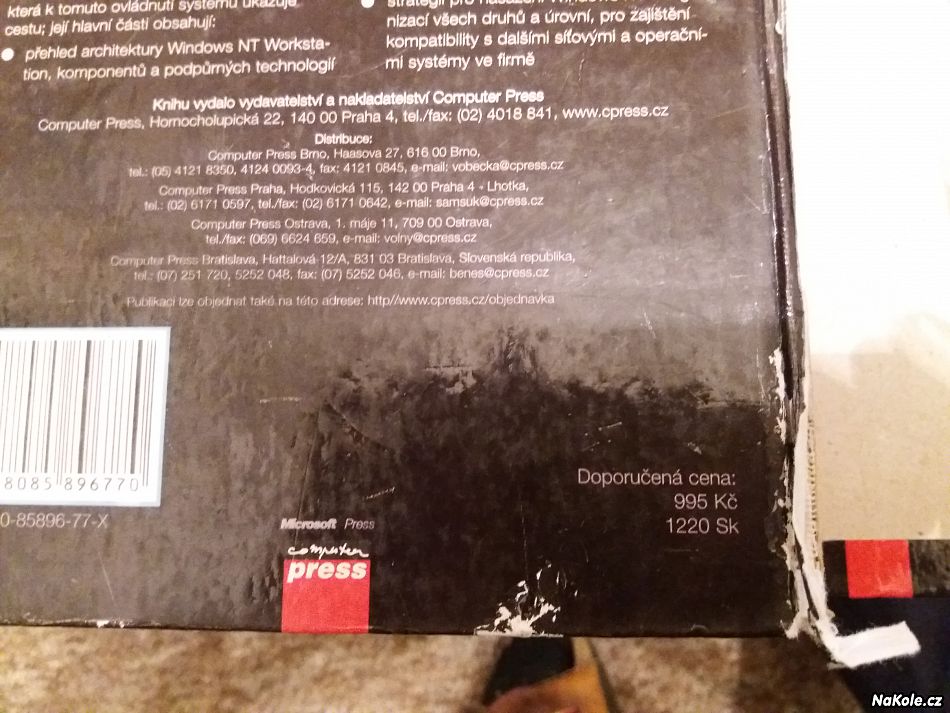 která k tomuto ovládnutí systému ukazuje
cestu; její hlavní části obsahují:
přehled architektury Windows NT Worksta-
tion, komponentů a podpůrných technologií
nizací všech druhů a úrovní, pro zajištění
kompatibility s dalšími síťovými a operační-
mi systémy ve firmě
Knihu vydalo vydavatelství a nakladatelství Computer Press
Computer Press, Hornocholupická 22, 140 00 Praha 4, tel./fax: (02) 4018 841, www.cpress.cz
Distribuce:
Computer Press Brno, Haasova 27, 616 00 Brno,
tel.: (05) 4121 8350, 4124 0093-4, fax: 4121 0845, e-mail: vobecka@cpress.cz
Computer Press Praha, Hodkovická 115, 142 00 Praha 4 - Lhotka,
tel.: (02) 6171 0597, tel./fax: (02) 6171 0642, e-mail: samsuk@cpress.cz
Computer Press Ostrava, 1. máje 11, 709 00 Ostrava,
tel./fax: (069) 6624 659, e-mail: volny@cpress.cz
Computer Press Bratislava, Hattalová 12/A, 831 03 Bratislava, Slovenská republika,
tel.: (07) 251 720, 5252 048, fax: (07) 5252 046, e-mail: benes@cpress.cz
Publikaci lze objednat také na této adrese: http//www.cpress.cz/objednavka
8085 896770
0-85896-77-X
Doporučená cena:
995 Kč
1220 Sk
Microsoft Press
computer
press
NaKole.cz